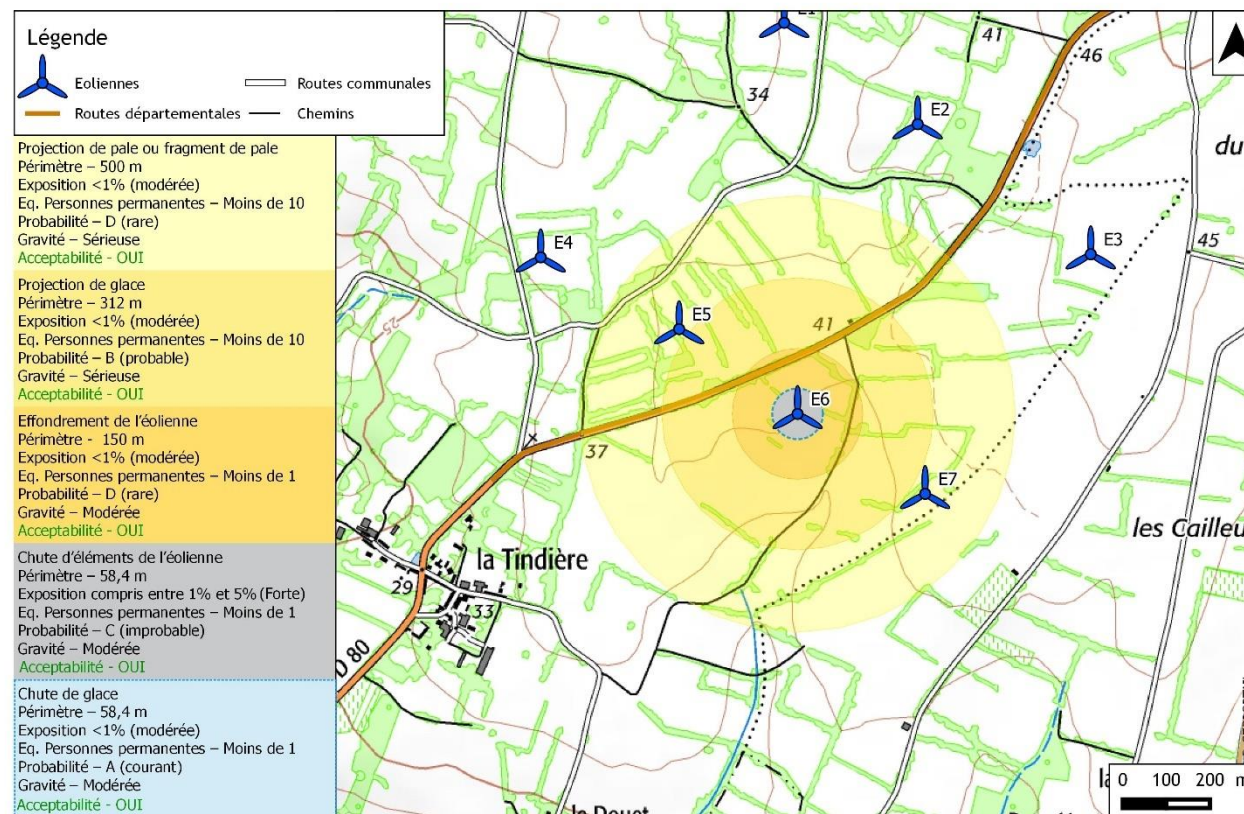 Légende
Eoliennes
Routes communales
Routes départementales
Chemins
Projection de pale ou fragment de pale
Périmètre – 500 m
Exposition <1% (modérée)
Eq. Personnes permanentes – Moins de 10
Probabilité – D (rare)
Gravité – Sérieuse
Acceptabilité - OUI
Projection de glace
Périmètre – 312 m
Exposition <1% (modérée)
Eq. Personnes permanentes – Moins de 10
Probabilité – B (probable)
Gravité – Sérieuse
Acceptabilité - OUI
Effondrement de l'éolienne
Périmètre - 150 m
Exposition <1% (modérée)
Eq. Personnes permanentes – Moins de 1
Probabilité – D (rare)
Gravité – Modérée
Acceptabilité - OUI
Chute d'éléments de l'éolienne
Périmètre – 58,4 m
Exposition compris entre 1% et 5% (Forte)
Eq. Personnes permanentes – Moins de 1
Probabilité – C (improbable)
Gravité – Modérée
Acceptabilité - OUI
Chute de glace
Périmètre – 58,4 m
Exposition <1% (modérée)
Eq. Personnes permanentes – Moins de 1
Probabilité – A (courant)
Gravité – Modérée
Acceptabilité - OUI
E1
41
46
34
E2
du
E4
E3
45
25
E5
41
E6
37
E7
les Cailleu
la Tindière
29
33
D 80
0 100 200 m